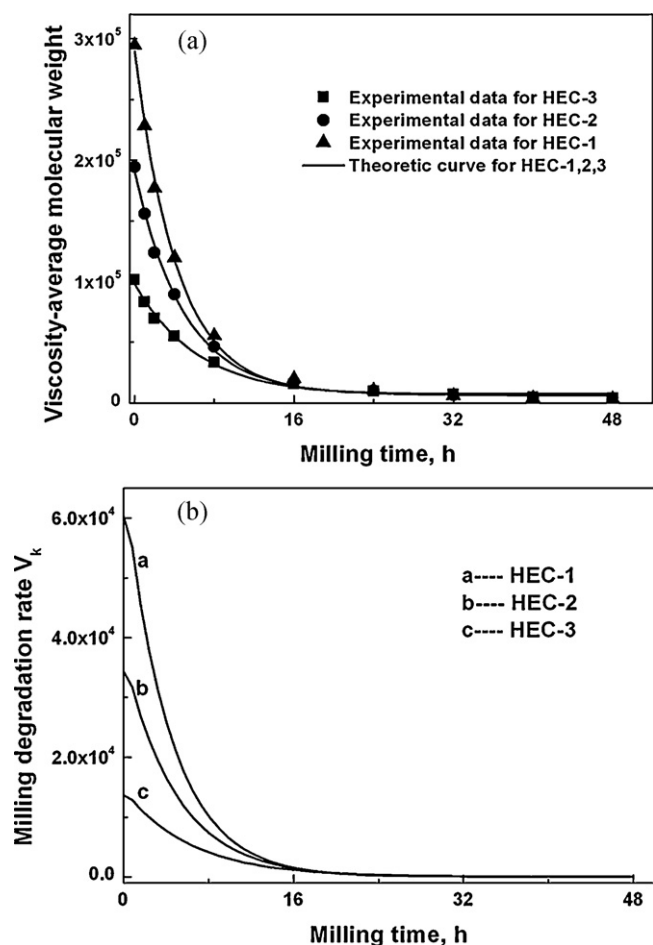 (a)
3x10⁵
2x10⁵
1x10⁵
0
Viscosity-average molecular weight
Experimental data for HEC-3
Experimental data for HEC-2
Experimental data for HEC-1
Theoretic curve for HEC-1,2,3
0 16 32 48
Milling time, h
(b)
6.0x10⁴
4.0x10⁴
2.0x10⁴
0.0
Milling degradation rate Vₖ
a
b
c
a---- HEC-1
b---- HEC-2
c---- HEC-3
0 16 32 48
Milling time, h